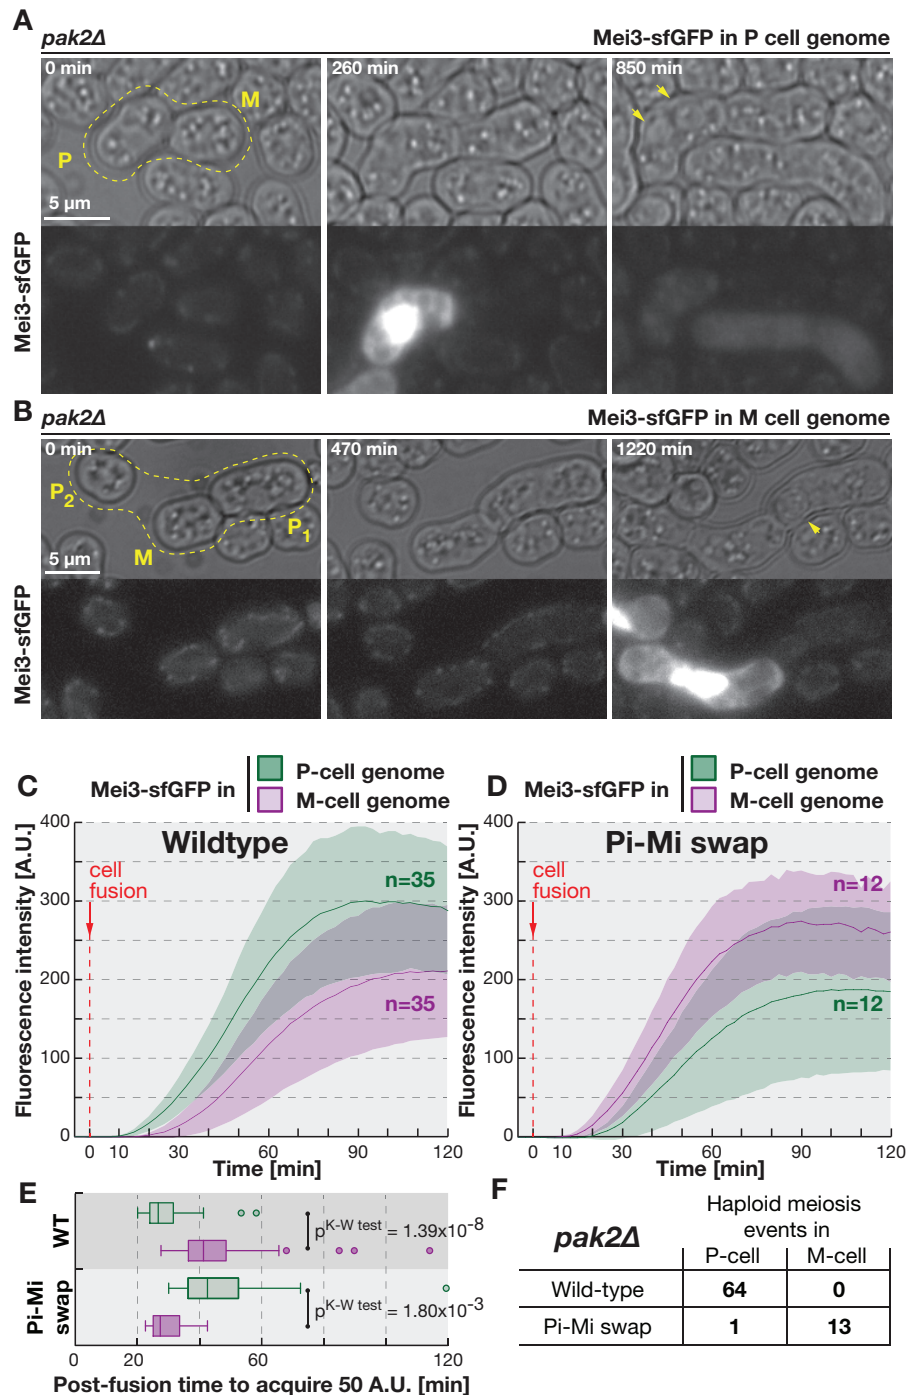 A
pak2Δ Mei3-sfGFP in P cell genome
0 min 260 min 850 min
M
P
5 µm
Mei3-sfGFP
B
pak2Δ Mei3-sfGFP in M cell genome
0 min 470 min 1220 min
P2
P1
M
5 µm
Mei3-sfGFP
C Mei3-sfGFP in P-cell genome M-cell genome
D Mei3-sfGFP in P-cell genome M-cell genome
Wildtype
Fluorescence intensity [A.U.]
400
300
200
100
0
cell
fusion
n=35
n=35
0 10 30 60 90 120
Time [min]
Pi-Mi swap
Fluorescence intensity [A.U.]
400
300
200
100
0
cell
fusion
n=12
n=12
0 10 30 60 90 120
Time [min]
E
WT
p^K-W test = 1.39x10^-8
Pi-Mi
swap
p^K-W test = 1.80x10^-3
0 20 60 120
Post-fusion time to acquire 50 A.U. [min]
F
pak2Δ
Haploid meiosis
events in
P-cell M-cell
Wild-type 64 0
Pi-Mi swap 1 13